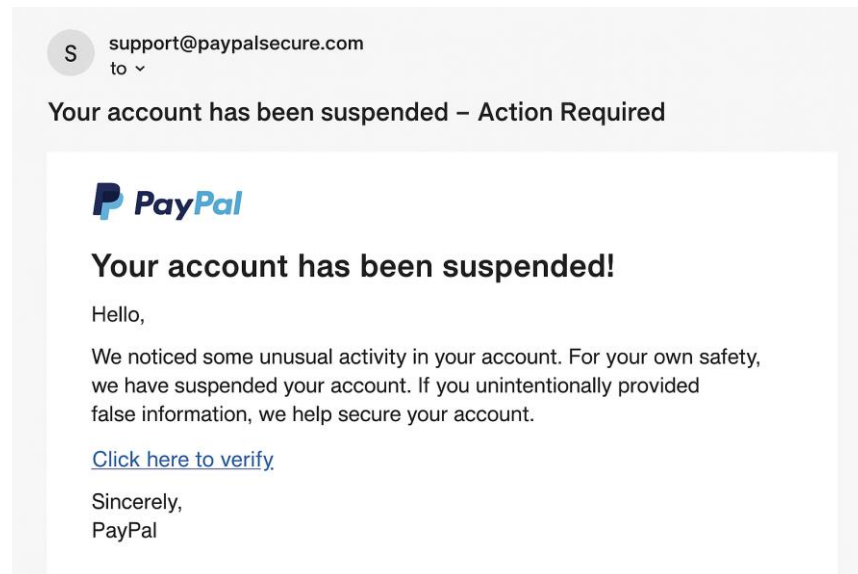 S
support@paypalsecure.com
to
Your account has been suspended – Action Required
PayPal
Your account has been suspended!
Hello,
We noticed some unusual activity in your account. For your own safety,
we have suspended your account. If you unintentionally provided
false information, we help secure your account.
Click here to verify
Sincerely,
PayPal